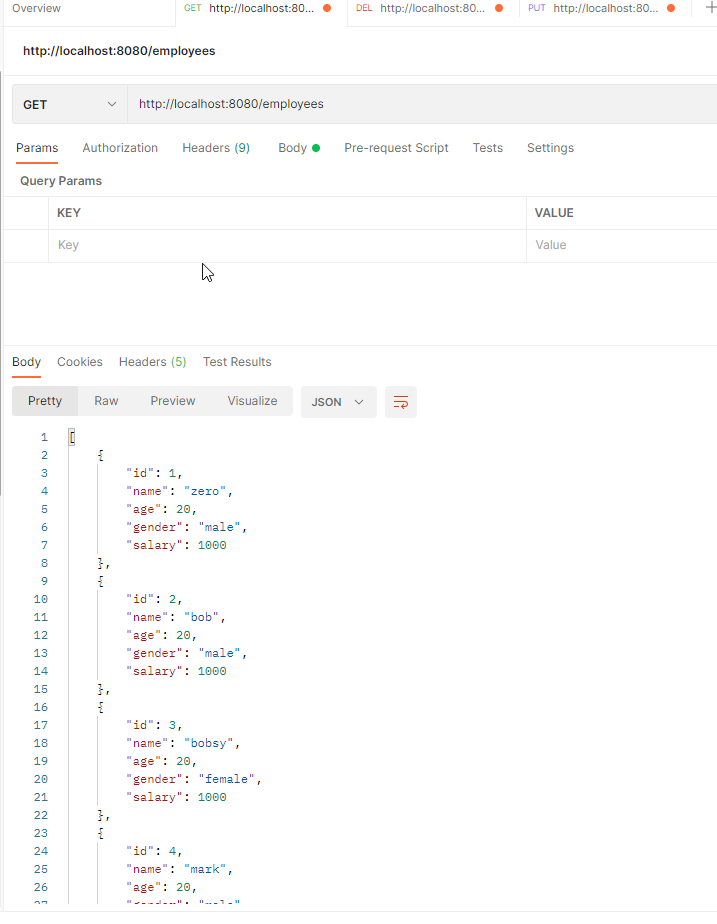 Overview GET http://localhost:80... DEL http://localhost:80... PUT http://localhost:80...
http://localhost:8080/employees
GET http://localhost:8080/employees
Params Authorization Headers (9) Body Pre-request Script Tests Settings
Query Params
KEY VALUE
Key Value
Body Cookies Headers (5) Test Results
Pretty Raw Preview Visualize JSON
1 [
2 {
3 "id": 1,
4 "name": "zero",
5 "age": 20,
6 "gender": "male",
7 "salary": 1000
8 },
9 {
10 "id": 2,
11 "name": "bob",
12 "age": 20,
13 "gender": "male",
14 "salary": 1000
15 },
16 {
17 "id": 3,
18 "name": "bobsy",
19 "age": 20,
20 "gender": "female",
21 "salary": 1000
22 },
23 {
24 "id": 4,
25 "name": "mark",
26 "age": 20,
27 "gender": "male",